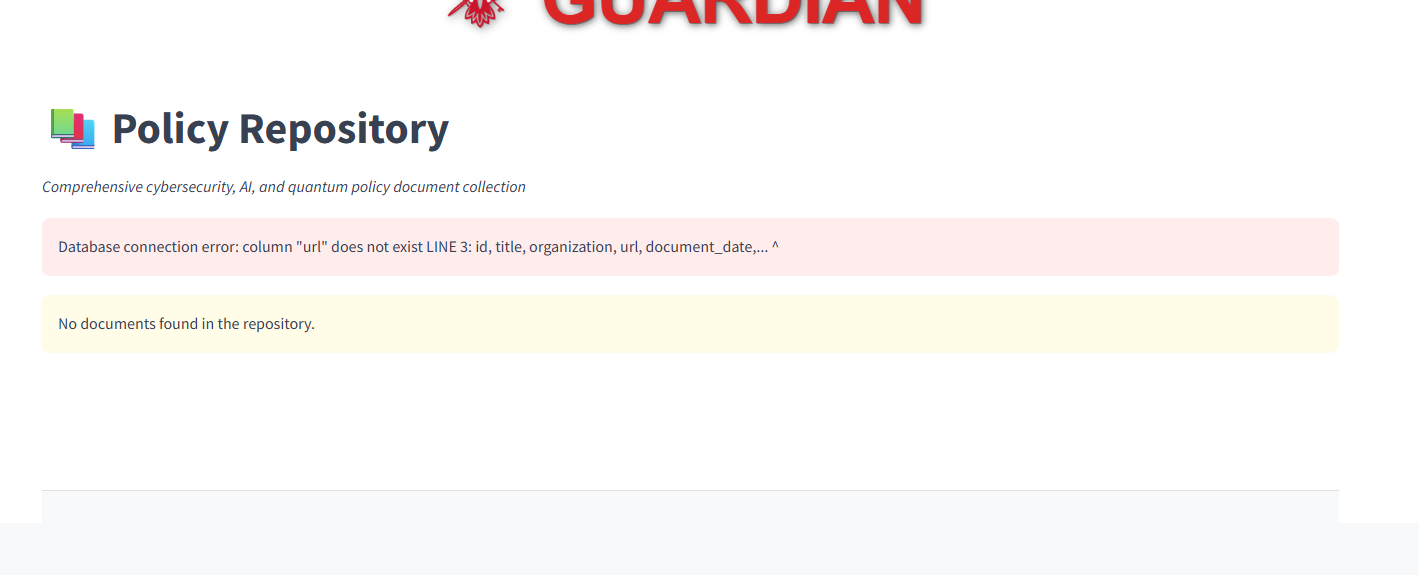 GUARDIAN
Policy Repository
Comprehensive cybersecurity, AI, and quantum policy document collection
Database connection error: column "url" does not exist LINE 3: id, title, organization, url, document_date,... ^
No documents found in the repository.